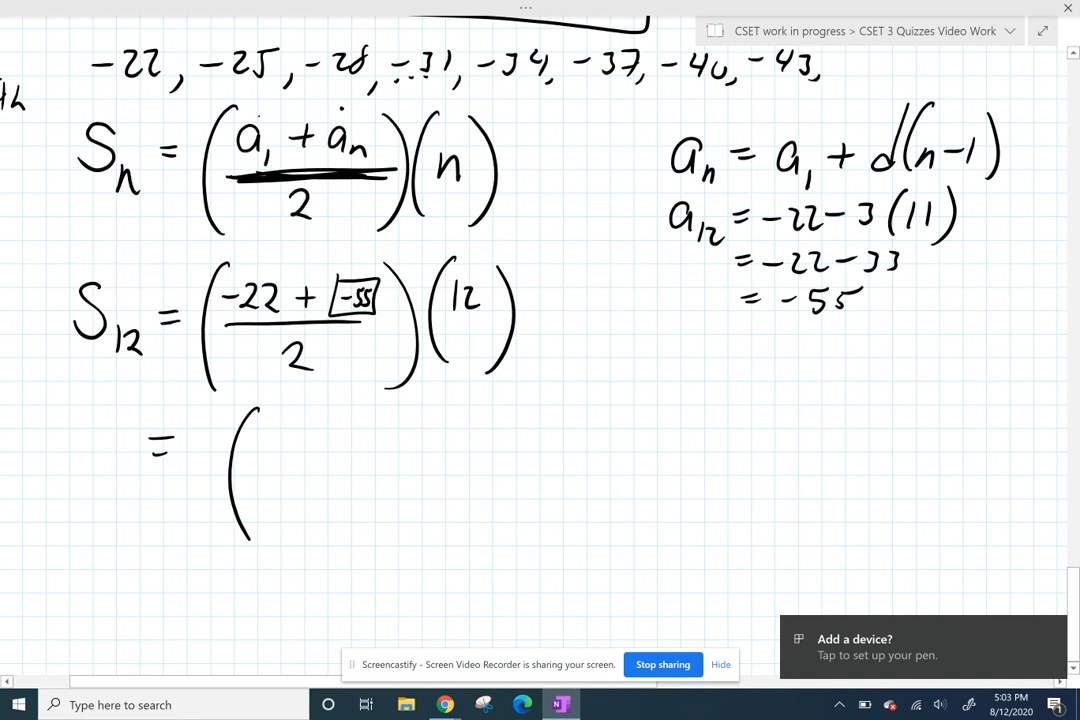 CSET work in progress > CSET 3 Quizzes Video Work
-22, -25, -28, -31, -34, -37, -40, -43,
...
Sn = (a1 + an / 2)(n)
an = a1 + d(n-1)
a12 = -22 - 3(11)
= -22 - 33
= -55
S12 = (-22 + -55 / 2)(12)
= (
Add a device?
Tap to set up your pen.
Screencastify - Screen Video Recorder is sharing your screen.
Stop sharing
Hide
Type here to search
5:03 PM
8/12/2020